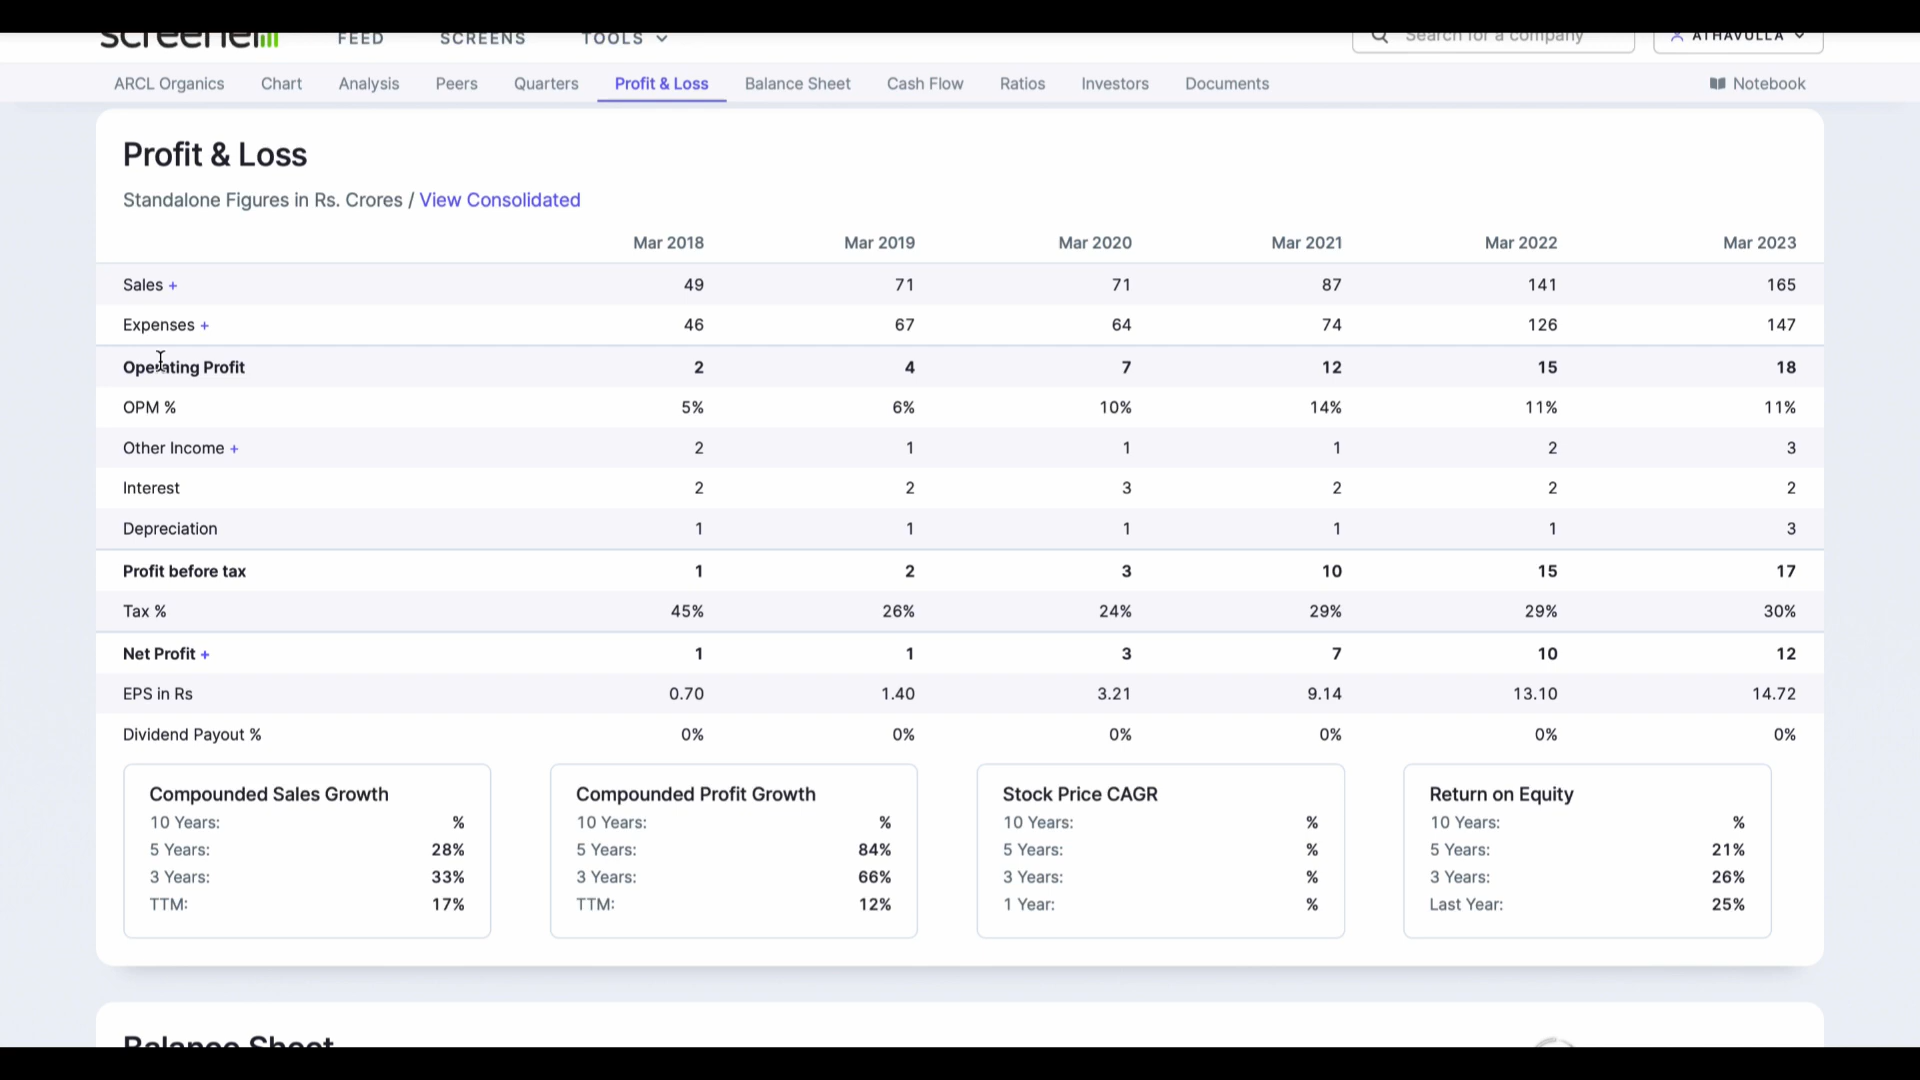 screener
FEED SCREENS TOOLS Search for a company ATHAVULLA
ARCL Organics Chart Analysis Peers Quarters Profit & Loss Balance Sheet Cash Flow Ratios Investors Documents Notebook
Profit & Loss
Standalone Figures in Rs. Crores / View Consolidated
Mar 2018 Mar 2019 Mar 2020 Mar 2021 Mar 2022 Mar 2023
Sales + 49 71 71 87 141 165
Expenses + 46 67 64 74 126 147
Operating Profit 2 4 7 12 15 18
OPM % 5% 6% 10% 14% 11% 11%
Other Income + 2 1 1 1 2 3
Interest 2 2 3 2 2 2
Depreciation 1 1 1 1 1 3
Profit before tax 1 2 3 10 15 17
Tax % 45% 26% 24% 29% 29% 30%
Net Profit + 1 1 3 7 10 12
EPS in Rs 0.70 1.40 3.21 9.14 13.10 14.72
Dividend Payout % 0% 0% 0% 0% 0% 0%
Compounded Sales Growth
10 Years: %
5 Years: 28%
3 Years: 33%
TTM: 17%
Compounded Profit Growth
10 Years: %
5 Years: 84%
3 Years: 66%
TTM: 12%
Stock Price CAGR
10 Years: %
5 Years: %
3 Years: %
1 Year: %
Return on Equity
10 Years: %
5 Years: 21%
3 Years: 26%
Last Year: 25%
Balance Sheet